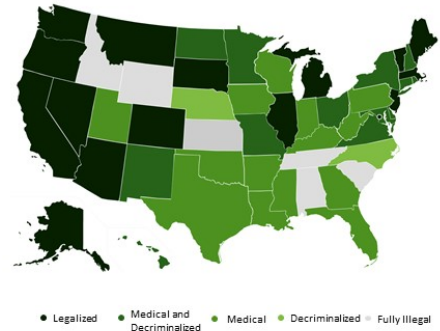 Legalized
Medical and
Decriminalized
Medical
Decriminalized
Fully Illegal